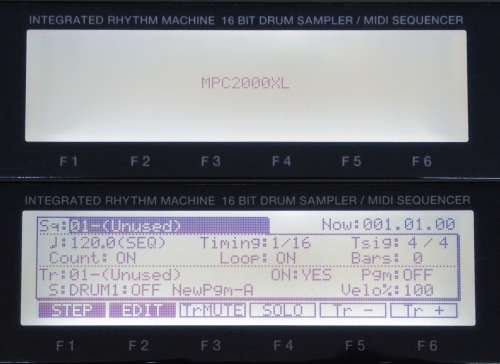 INTEGRATED RHYTHM MACHINE 16 BIT DRUM SAMPLER / MIDI SEQUENCER
MPC2000XL
F1 F2 F3 F4 F5 F6
INTEGRATED RHYTHM MACHINE 16 BIT DRUM SAMPLER / MIDI SEQUENCER
Sq:01-(Unused) Now:001.01.00
J:120.0(SEQ) Timing:1/16 Tsig: 4/ 4
Count: ON Loop: ON Bars: 0
Tr:01-(Unused) ON:YES Pgm:OFF
S:DRUM1:OFF NewPgm-A Velo%:100
STEP EDIT TrMUTE SOLO Tr - Tr +
F1 F2 F3 F4 F5 F6